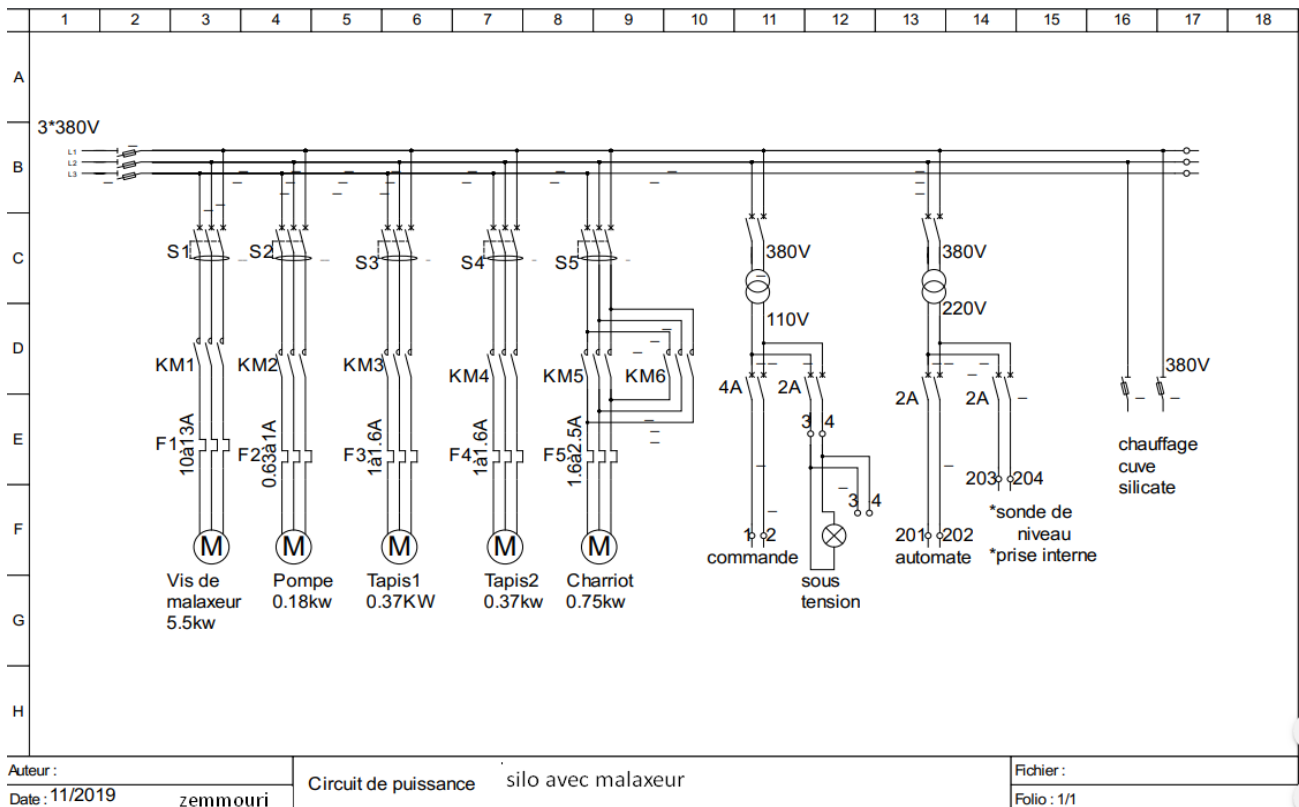 1 2 3 4 5 6 7 8 9 10 11 12 13 14 15 16 17 18
A
3*380V
B
L1
L2
L3
C
S1 S2 S3 S4 S5 380V 380V
110V 220V
D
KM1 KM2 KM3 KM4 KM5 KM6 380V
4A 2A 2A 2A
E
F1 10à13A F2 0.63à1A F3 1à1.6A F4 1à1.6A F5 1.6à2.5A
3 4
chauffage
cuve
silicate
203 204
3 4
F
M M M M M
1 2
201 202
*sonde de
niveau
*prise interne
commande
automate
sous
tension
Vis de
malaxeur
5.5kw
Pompe
0.18kw
Tapis1
0.37KW
Tapis2
0.37kw
Charriot
0.75kw
G
H
Auteur :
Date : 11/2019 zemmouri
Circuit de puissance silo avec malaxeur
Fichier :
Folio : 1/1